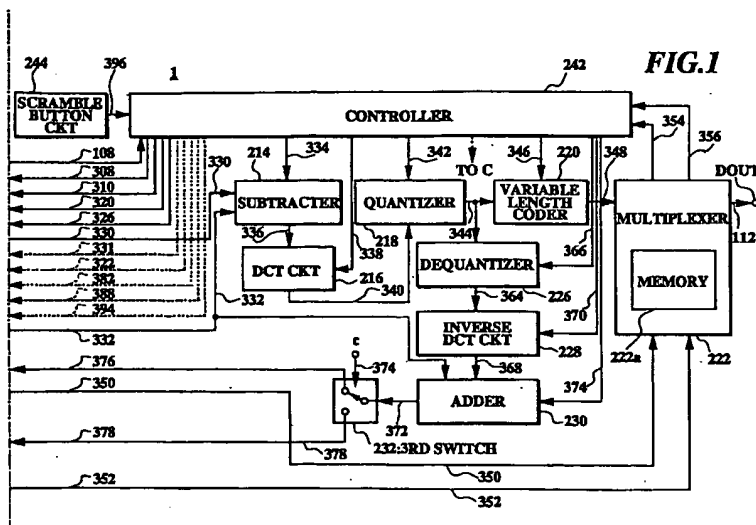 FIG.1
244
396
1
242
SCRAMBLE
BUTTON
CKT
CONTROLLER
354
356
108
308
310
320
326
330
331
322
382
388
394
332
376
350
378
352
330
214
334
342
TO C
346
220
348
DOUT
SUBTRACTER
QUANTIZER
VARIABLE
LENGTH
CODER
MULTIPLEXER
112
336
338
218
344
366
DCT CKT
216
DEQUANTIZER
MEMORY
332
340
364
226
370
222a
222
INVERSE
DCT CKT
228
C
374
368
374
ADDER
372
230
232:3RD SWITCH
378
350
352